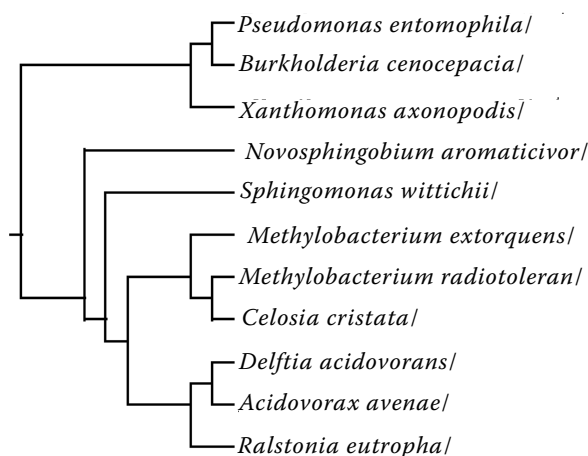 Pseudomonas entomophila/
Burkholderia cenocepacia/
Xanthomonas axonopodis/
Novosphingobium aromaticivor/
Sphingomonas wittichii/
Methylobacterium extorquens/
Methylobacterium radiotoleran/
Celosia cristata/
Delftia acidovorans/
Acidovorax avenae/
Ralstonia eutropha/